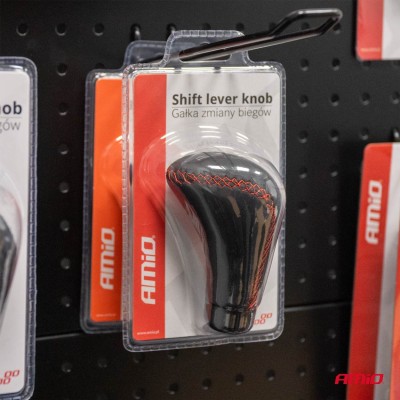 Shift lever knob
Gałka zmiany biegów
AMiO
AMiO
knob
biegów
AMiO
AMiO